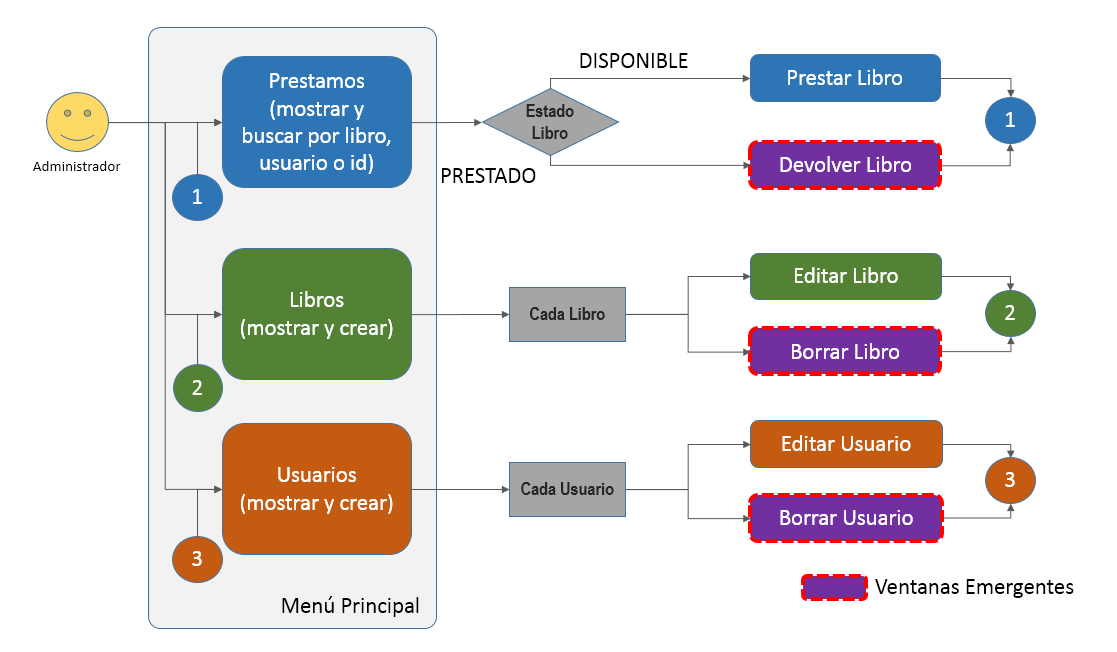 Administrador
Prestamos
(mostrar y
buscar por libro,
usuario o id)
1
Libros
(mostrar y crear)
2
Usuarios
(mostrar y crear)
3
Menú Principal
Estado
Libro
DISPONIBLE
PRESTADO
Prestar Libro
Devolver Libro
1
Cada Libro
Editar Libro
Borrar Libro
2
Cada Usuario
Editar Usuario
Borrar Usuario
3
Ventanas Emergentes